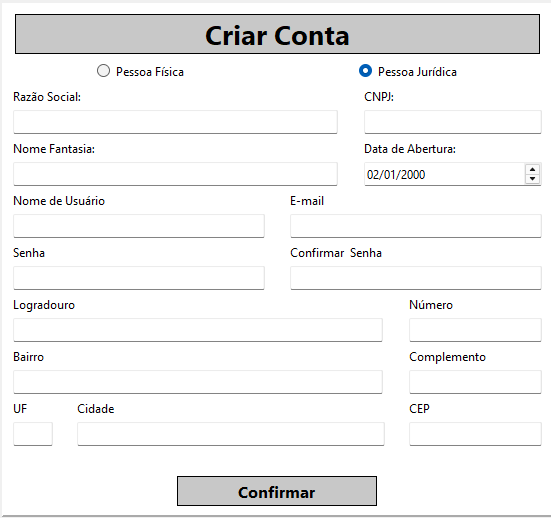 Criar Conta
Pessoa Física Pessoa Jurídica
Razão Social: CNPJ:
Nome Fantasia: Data de Abertura:
02/01/2000
Nome de Usuário E-mail
Senha Confirmar Senha
Logradouro Número
Bairro Complemento
UF Cidade CEP
Confirmar